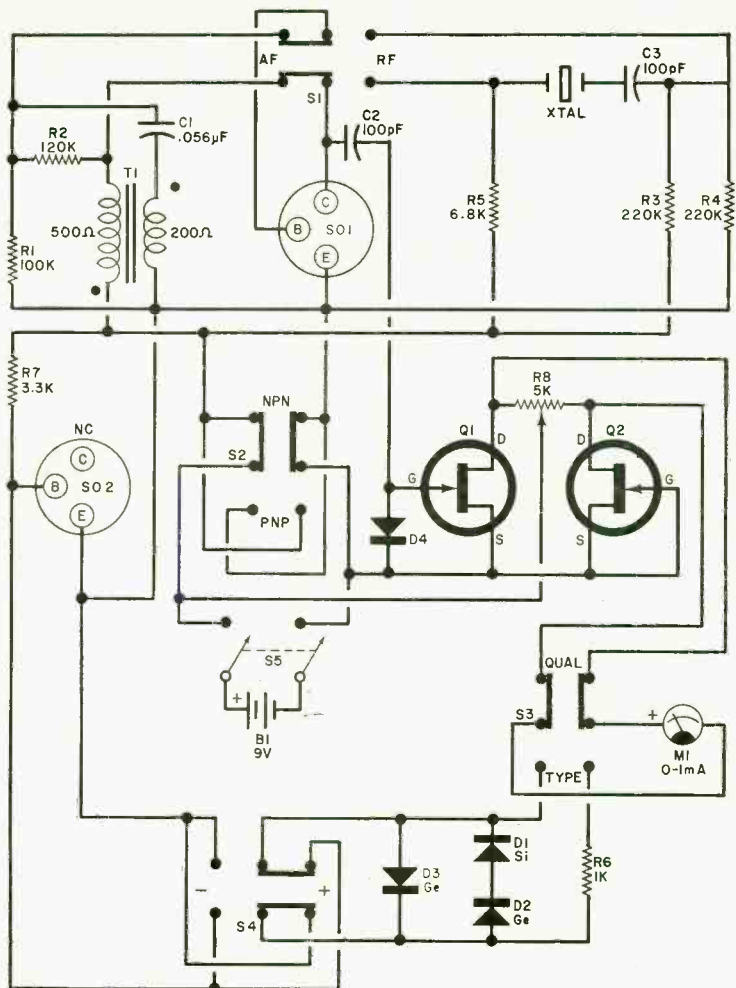 AF
RF
S1
C3
100pF
XTAL
C1
.056µF
C2
100pF
R2
120K
T1
500Ω
200Ω
R1
100K
C
B
SO1
E
R5
6.8K
R3
220K
R4
220K
R7
3.3K
NC
C
B
SO2
E
NPN
S2
PNP
R8
5K
Q1
D
G
S
Q2
D
G
S
D4
S5
+
B1
9V
QUAL
S3
TYPE
+
M1
0-1mA
-
+
S4
D3
Ge
D1
Si
D2
Ge
R6
1K